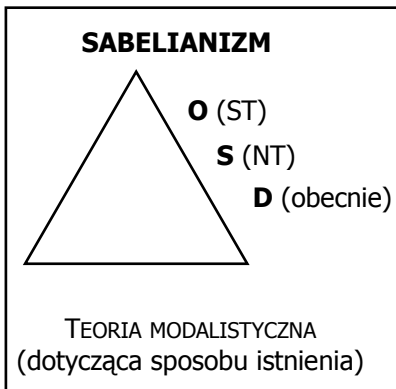 SABELIANIZM
O (ST)
S (NT)
D (obecnie)
TEORIA MODALISTYCZNA
(dotycząca sposobu istnienia)